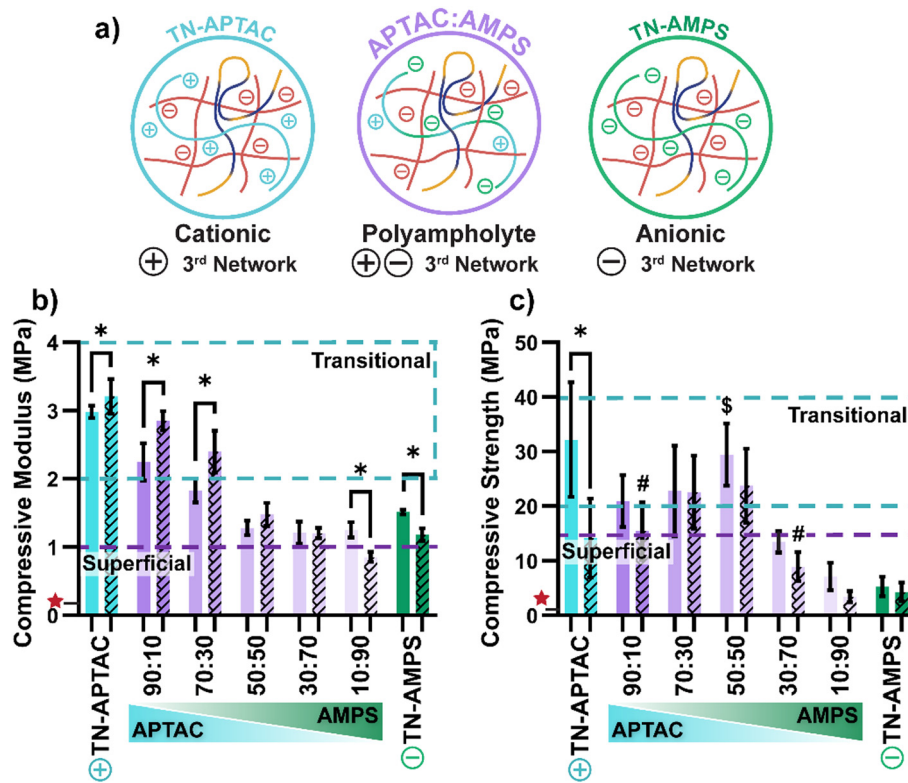 a)
TN-APTAC
APTAC:AMPS
TN-AMPS
Cationic
Polyampholyte
Anionic
+ 3rd Network
+ − 3rd Network
− 3rd Network
b)
Compressive Modulus (MPa)
4
3
2
1
0
Transitional
Superficial
*
*
*
*
*
+ TN-APTAC
90:10
70:30
50:50
30:70
10:90
− TN-AMPS
APTAC
AMPS
c)
Compressive Strength (MPa)
50
40
30
20
10
0
Transitional
Superficial
*
#
$
#
+ TN-APTAC
90:10
70:30
50:50
30:70
10:90
− TN-AMPS
APTAC
AMPS